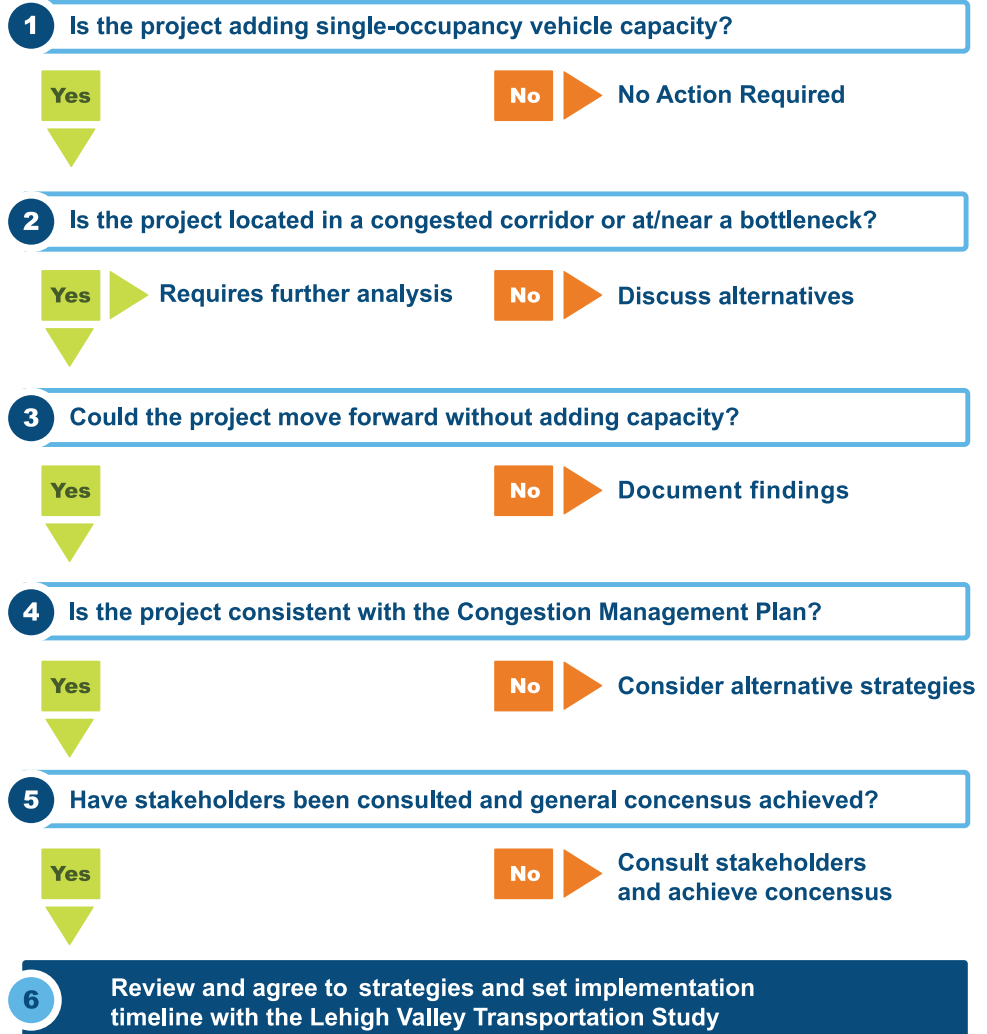 1 Is the project adding single-occupancy vehicle capacity?
Yes
No
No Action Required
2 Is the project located in a congested corridor or at/near a bottleneck?
Yes
Requires further analysis
No
Discuss alternatives
3 Could the project move forward without adding capacity?
Yes
No
Document findings
4 Is the project consistent with the Congestion Management Plan?
Yes
No
Consider alternative strategies
5 Have stakeholders been consulted and general concensus achieved?
Yes
No
Consult stakeholders
and achieve concensus
6 Review and agree to strategies and set implementation
timeline with the Lehigh Valley Transportation Study